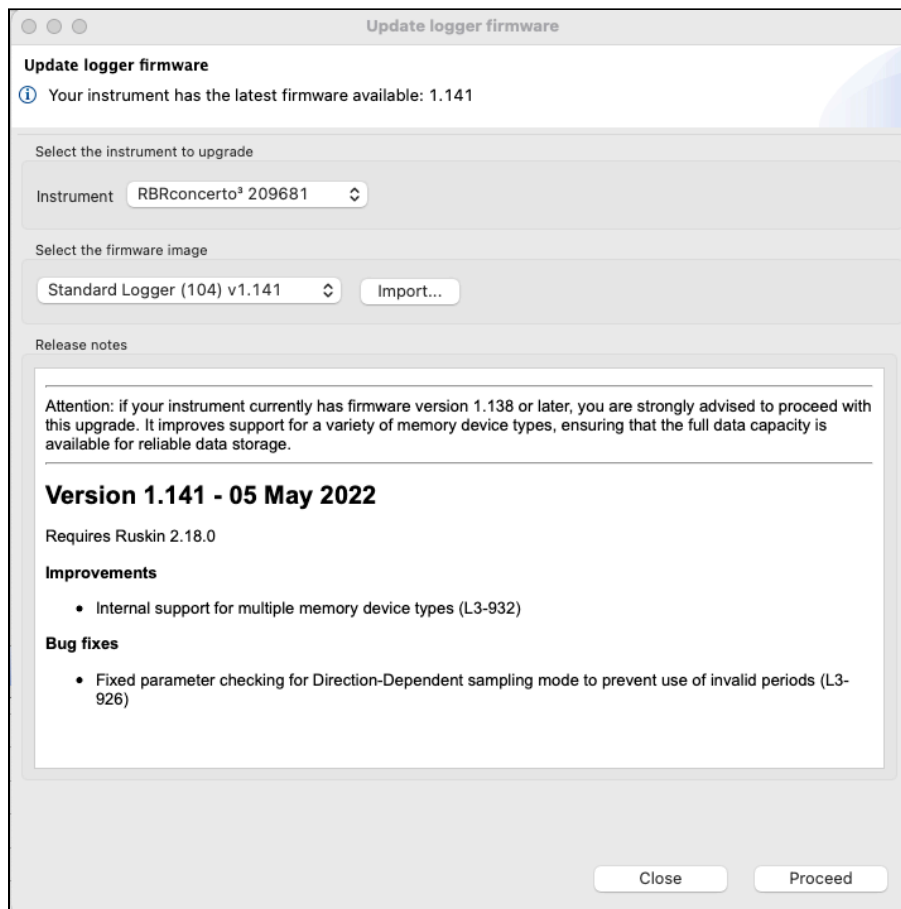 Update logger firmware
Update logger firmware
Your instrument has the latest firmware available: 1.141
Select the instrument to upgrade
Instrument RBRconcerto³ 209681
Select the firmware image
Standard Logger (104) v1.141 Import...
Release notes
Attention: if your instrument currently has firmware version 1.138 or later, you are strongly advised to proceed with
this upgrade. It improves support for a variety of memory device types, ensuring that the full data capacity is
available for reliable data storage.
Version 1.141 - 05 May 2022
Requires Ruskin 2.18.0
Improvements
• Internal support for multiple memory device types (L3-932)
Bug fixes
• Fixed parameter checking for Direction-Dependent sampling mode to prevent use of invalid periods (L3-
926)
Close Proceed